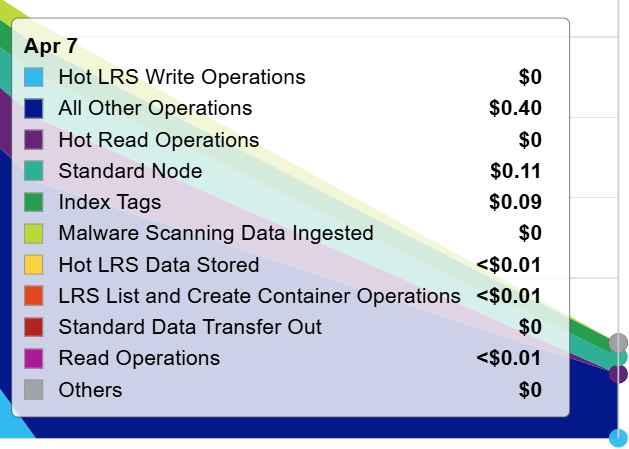 Apr 7
Hot LRS Write Operations $0
All Other Operations $0.40
Hot Read Operations $0
Standard Node $0.11
Index Tags $0.09
Malware Scanning Data Ingested $0
Hot LRS Data Stored <$0.01
LRS List and Create Container Operations <$0.01
Standard Data Transfer Out $0
Read Operations <$0.01
Others $0